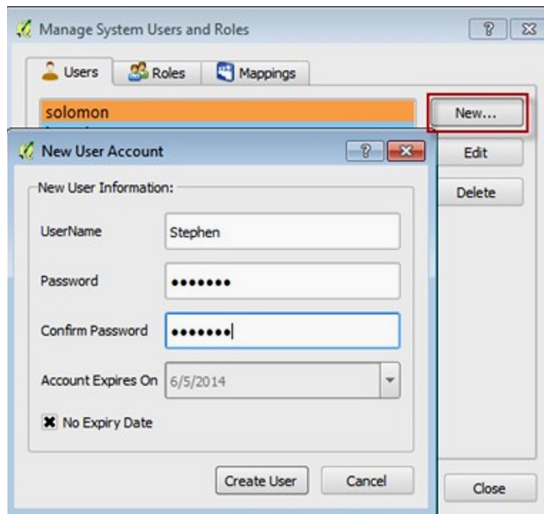 Manage System Users and Roles
Users Roles Mappings
solomon
New...
New User Account
Edit
New User Information:
Delete
UserName Stephen
Password •••••••
Confirm Password •••••••
Account Expires On 6/5/2014
No Expiry Date
Create User Cancel
Close